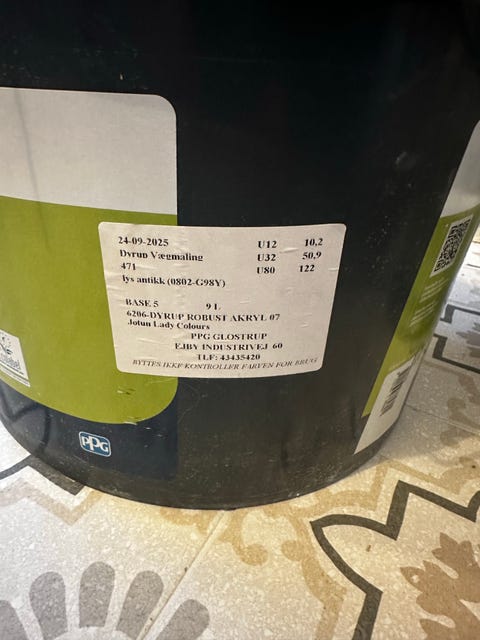 24-09-2025 U12 10,2
Dyrup Vægmaling U32 50,9
471 U80 122
lys antikk (0802-G98Y)
BASE 5 9 L
6206-DYRUP ROBUST AKRYL 07
Jotun Lady Colours
PPG GLOSTRUP
EJBY INDUSTRIVEJ 60
TLF: 43435420
BYTTES IKKE KONTROLLER FARVEN FØR BRUG
PPG